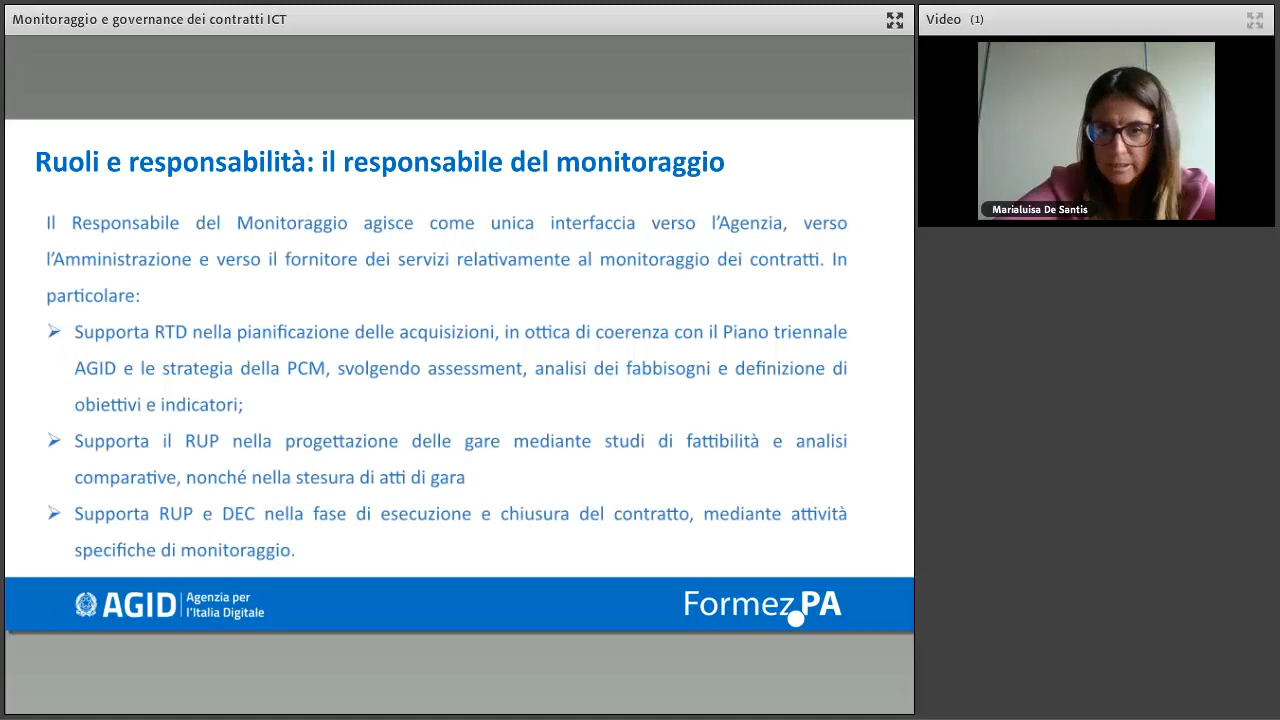 Monitoraggio e governance dei contratti ICT
Video (1)
Marialuisa De Santis
Ruoli e responsabilità: il responsabile del monitoraggio
Il Responsabile del Monitoraggio agisce come unica interfaccia verso l'Agenzia, verso
l'Amministrazione e verso il fornitore dei servizi relativamente al monitoraggio dei contratti. In
particolare:
Supporta RTD nella pianificazione delle acquisizioni, in ottica di coerenza con il Piano triennale
AGID e le strategia della PCM, svolgendo assessment, analisi dei fabbisogni e definizione di
obiettivi e indicatori;
Supporta il RUP nella progettazione delle gare mediante studi di fattibilità e analisi
comparative, nonché nella stesura di atti di gara
Supporta RUP e DEC nella fase di esecuzione e chiusura del contratto, mediante attività
specifiche di monitoraggio.
AGID Agenzia per
l'Italia Digitale
Formez PA